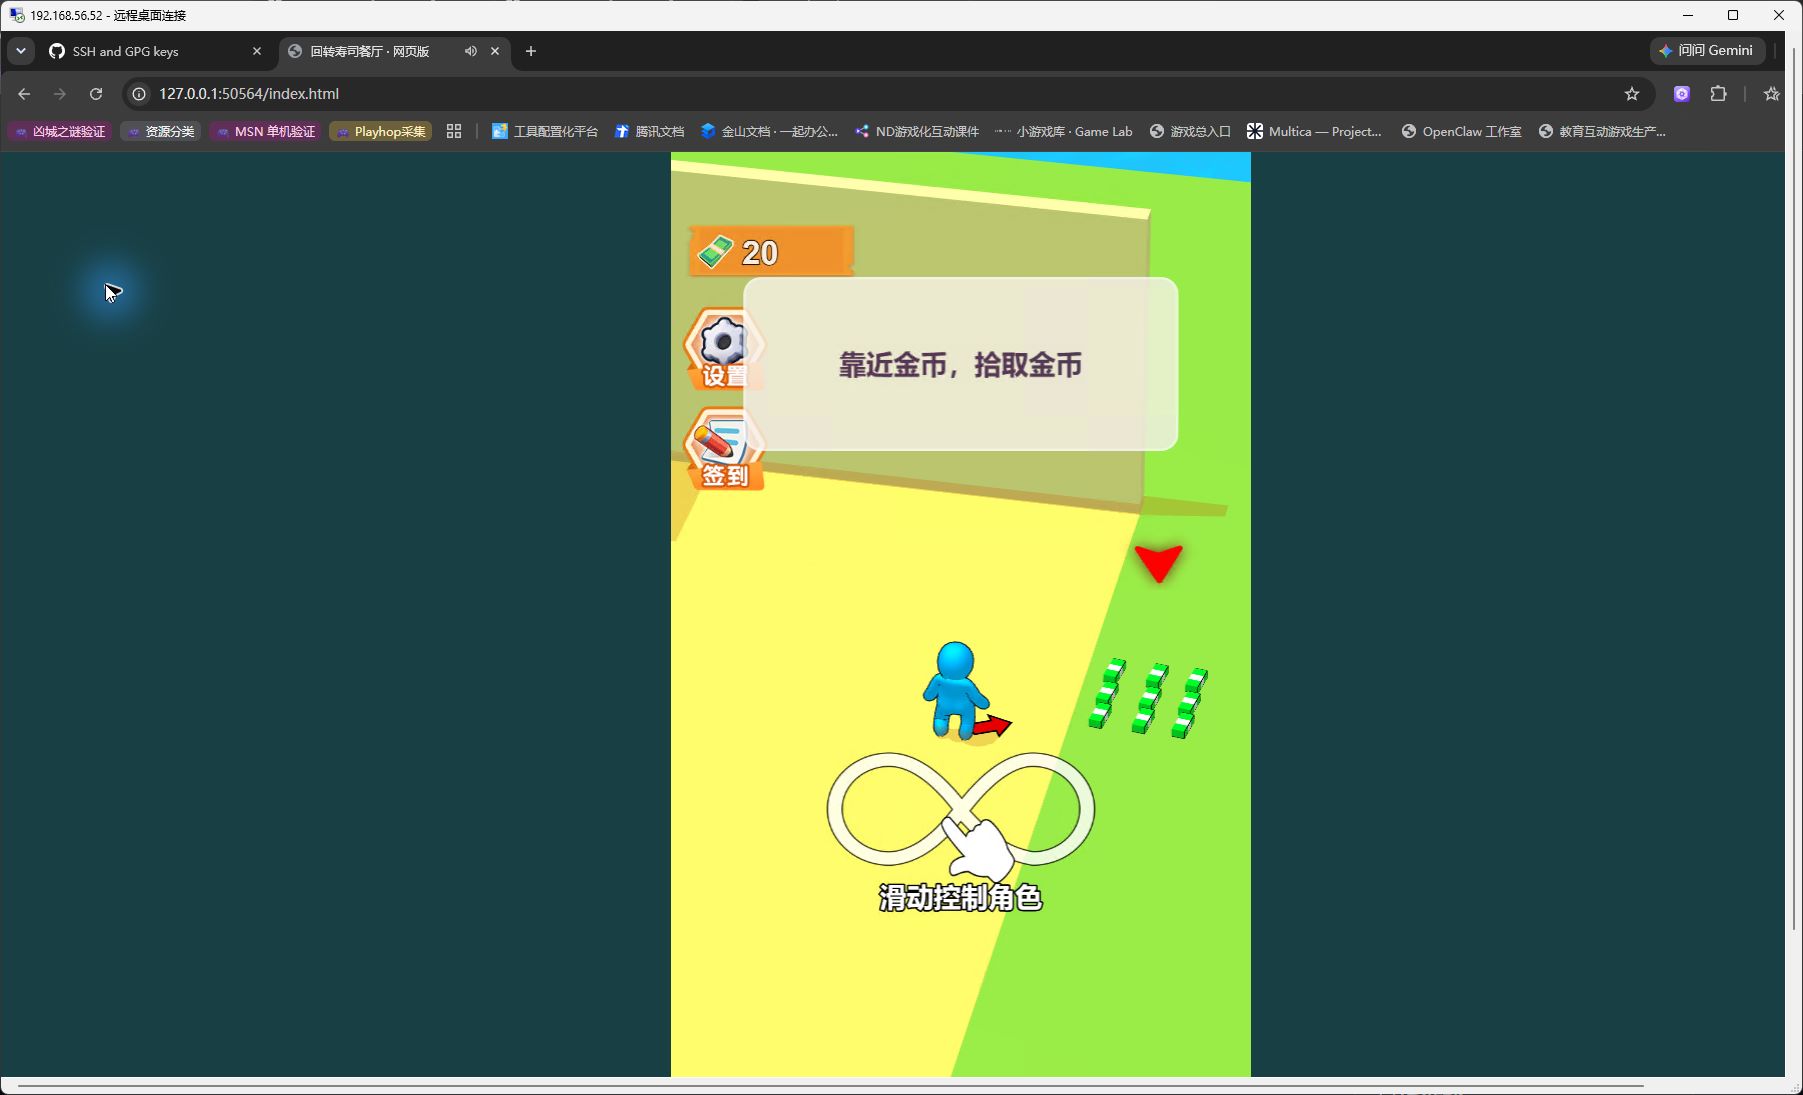 192.168.56.52 - 远程桌面连接
SSH and GPG keys
回转寿司餐厅 · 网页版
问问 Gemini
127.0.0.1:50564/index.html
凶城之谜验证
资源分类
MSN 单机验证
Playhop采集
工具配置化平台
腾讯文档
金山文档 · 一起办公...
ND游戏化互动课件
小游戏库 · Game Lab
游戏总入口
Multica — Project...
OpenClaw 工作室
教育互动游戏生产...
20
靠近金币，拾取金币
设置
签到
滑动控制角色